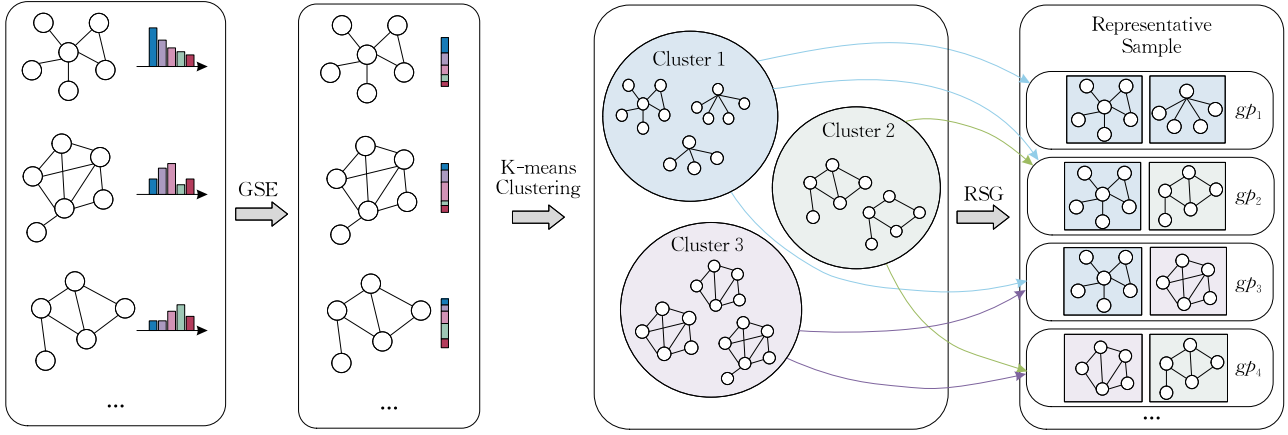 ...
GSE
...
K-means
Clustering
Cluster 1
Cluster 2
Cluster 3
RSG
Representative
Sample
gp₁
gp₂
gp₃
gp₄
...